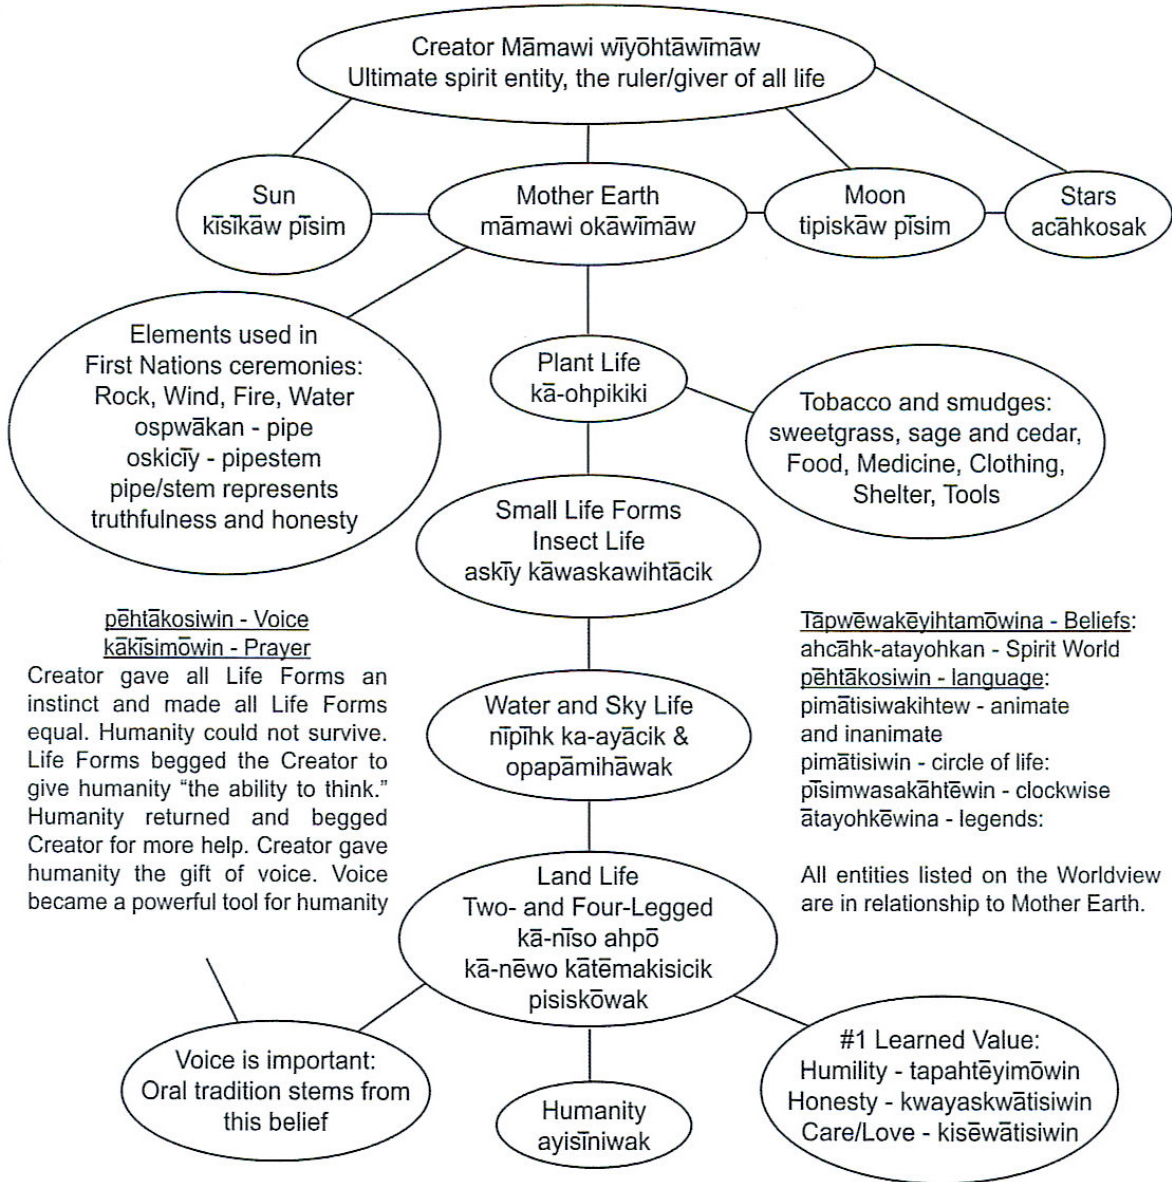 Creator Māmawi wīyōhtāwīmāw
Ultimate spirit entity, the ruler/giver of all life
Sun
kīsīkāw pīsim
Mother Earth
māmawi okāwīmāw
Moon
tipiskāw pīsim
Stars
acāhkosak
Elements used in
First Nations ceremonies:
Rock, Wind, Fire, Water
ospwākan - pipe
oskicīy - pipestem
pipe/stem represents
truthfulness and honesty
Plant Life
kā-ohpikiki
Tobacco and smudges:
sweetgrass, sage and cedar,
Food, Medicine, Clothing,
Shelter, Tools
Small Life Forms
Insect Life
askīy kāwaskawihtācik
pēhtākosiwin - Voice
kākīsimōwin - Prayer
Creator gave all Life Forms an
instinct and made all Life Forms
equal. Humanity could not survive.
Life Forms begged the Creator to
give humanity “the ability to think.”
Humanity returned and begged
Creator for more help. Creator gave
humanity the gift of voice. Voice
became a powerful tool for humanity
Water and Sky Life
nīpīhk ka-ayācik &
opapāmihāwak
Tāpwēwakēyihtamōwina - Beliefs:
ahcāhk-atayohkan - Spirit World
pēhtākosiwin - language:
pimātisiwakihtew - animate
and inanimate
pimātisiwin - circle of life:
pīsimwasakāhtēwin - clockwise
ātayohkēwina - legends:
All entities listed on the Worldview
are in relationship to Mother Earth.
Land Life
Two- and Four-Legged
kā-nīso ahpō
kā-nēwo kātēmakisicik
pisiskōwak
Voice is important:
Oral tradition stems from
this belief
Humanity
ayisīniwak
#1 Learned Value:
Humility - tapahtēyimōwin
Honesty - kwayaskwātisiwin
Care/Love - kisēwātisiwin